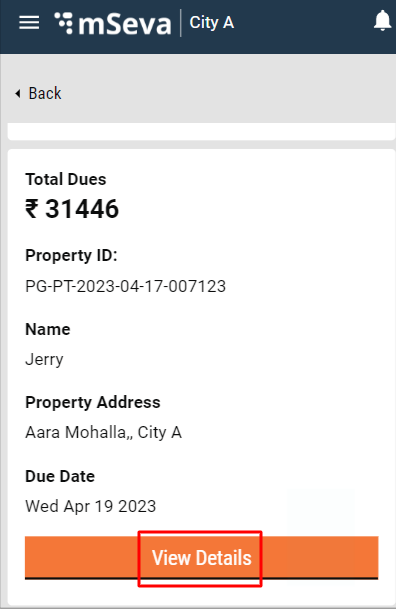 mSeva City A
Back
Total Dues
₹ 31446
Property ID:
PG-PT-2023-04-17-007123
Name
Jerry
Property Address
Aara Mohalla,, City A
Due Date
Wed Apr 19 2023
View Details